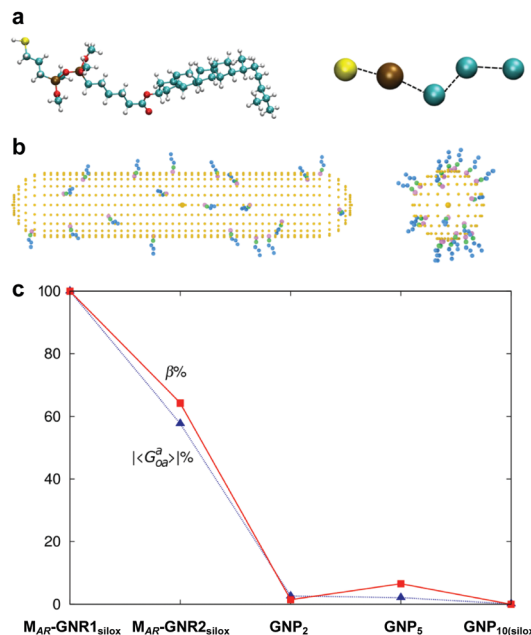 a
b
c
100
80
60
40
20
0
β%
|<G^a_oa>|%
M_AR-GNR1_silox M_AR-GNR2_silox GNP_2 GNP_5 GNP_10(silox)